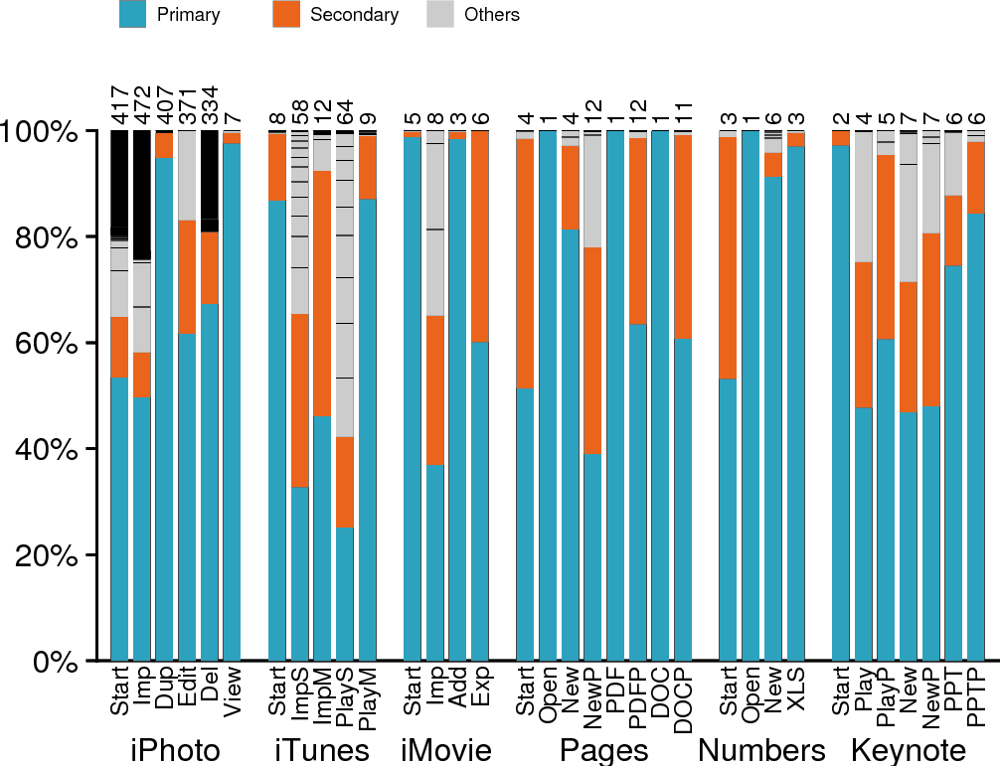 Primary Secondary Others
417 472 407 371 334 7 8 58 12 64 9 5 8 3 6 4 1 4 12 1 12 1 11 3 1 6 3 2 4 5 7 7 6 6
100%
80%
60%
40%
20%
0%
Start Imp Dup Edit Del View Start ImpS ImpM PlayS PlayM Start Imp Add Exp Start Open New NewP PDF PDFP DOC DOCP Start Open New XLS Start Play PlayP New NewP PPT PPTP
iPhoto iTunes iMovie Pages Numbers Keynote